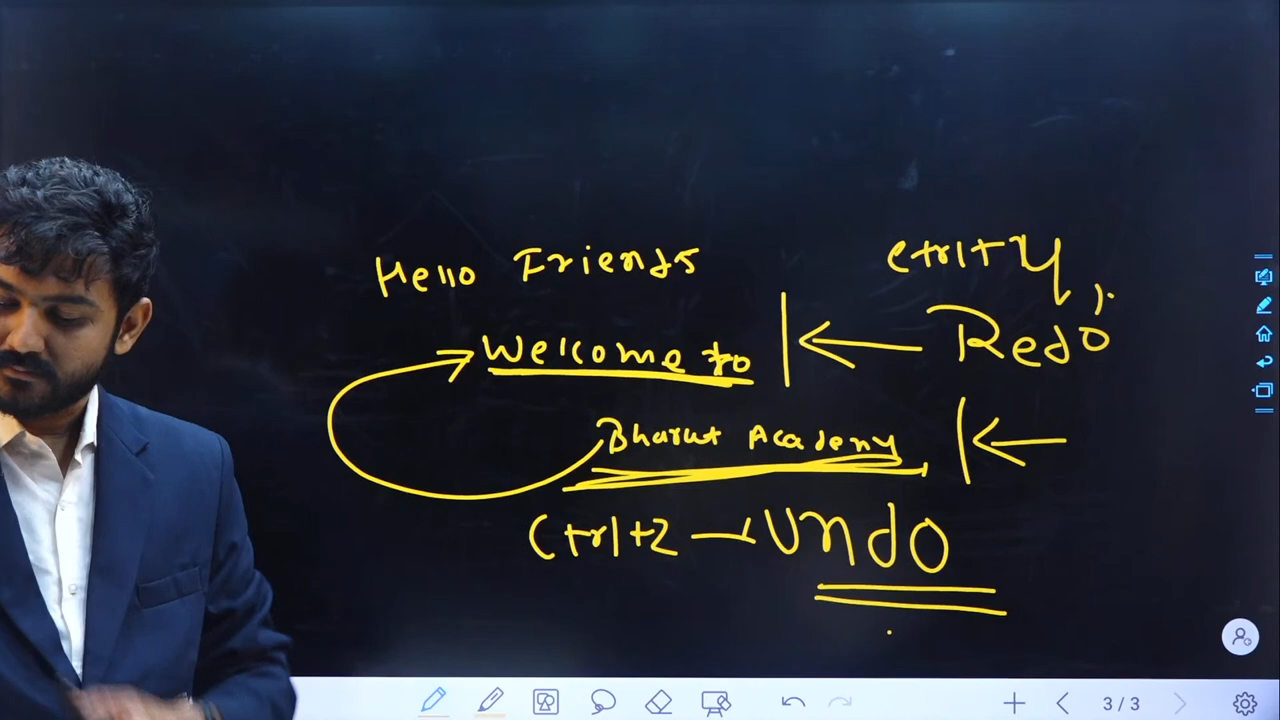 Hello Friends
Ctrl+y
Welcome to
Redo
Bharat Academy
Ctrl+Z → Undo
3/3